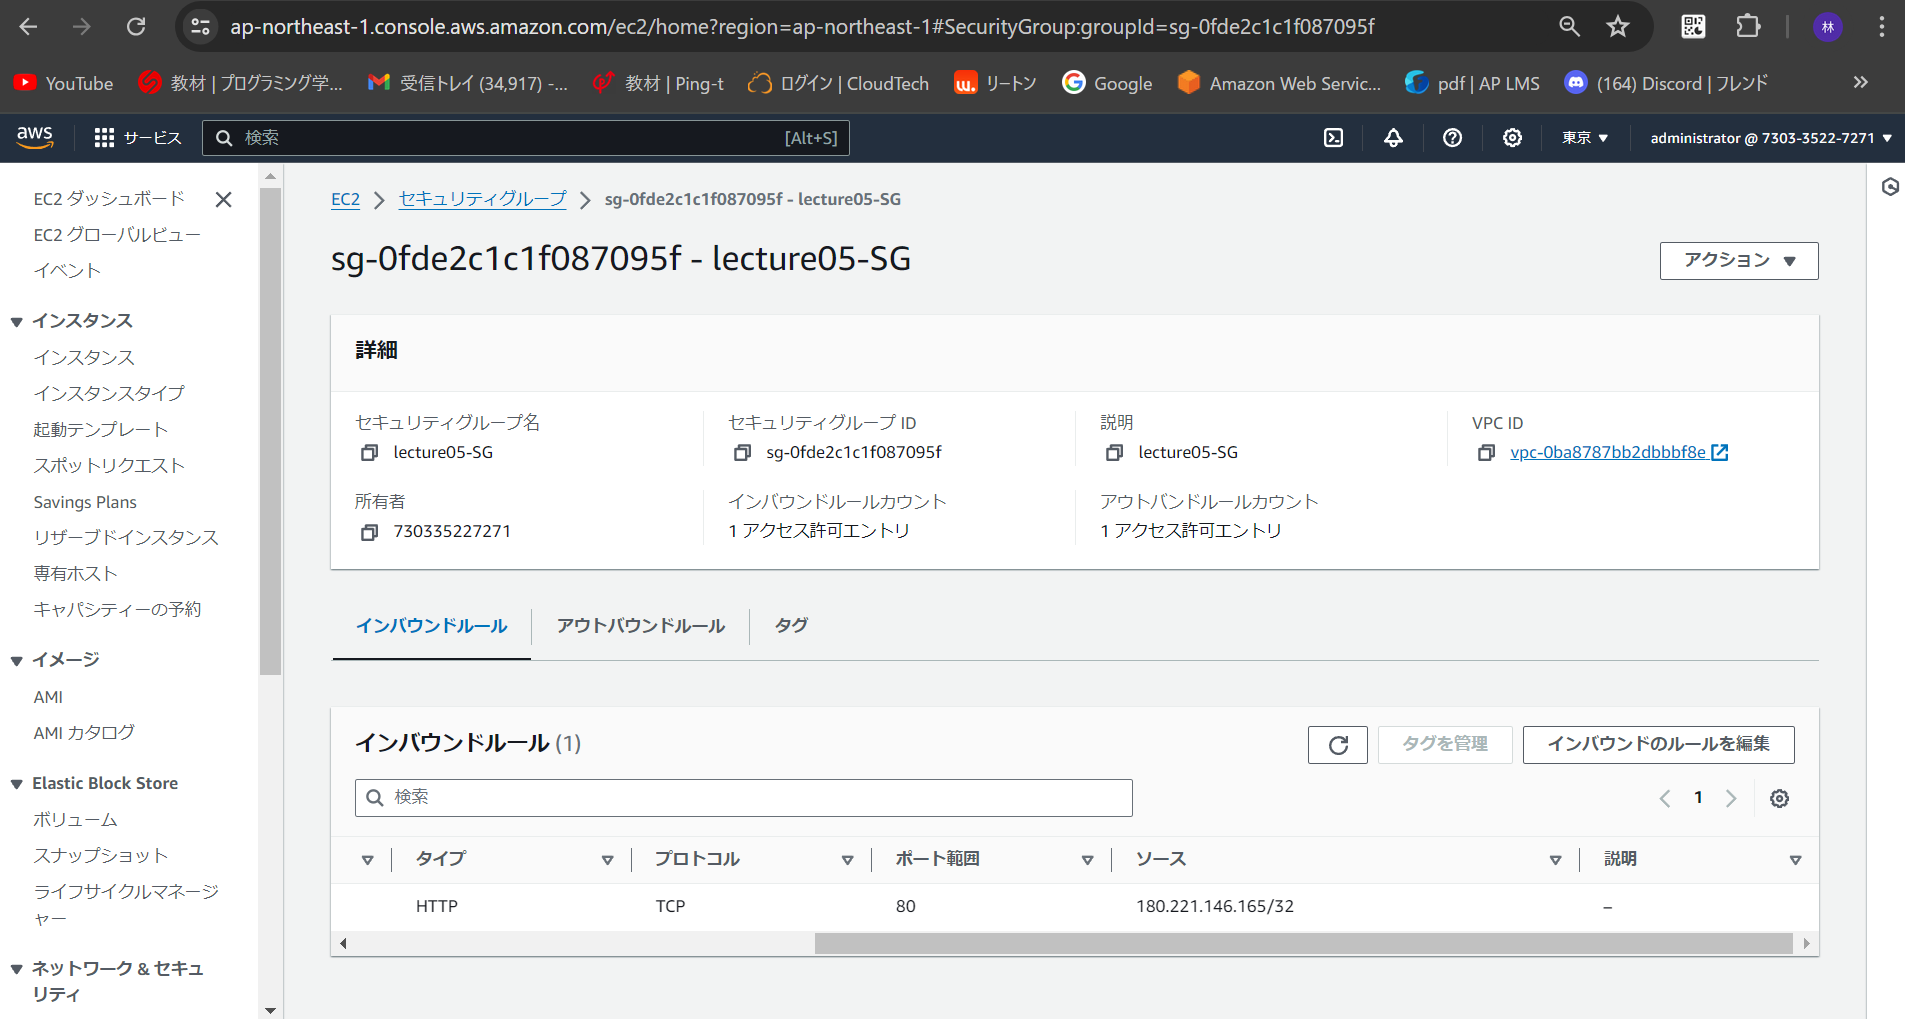 ap-northeast-1.console.aws.amazon.com/ec2/home?region=ap-northeast-1#SecurityGroup:groupId=sg-0fde2c1c1f087095f
林
YouTube
教材 | プログラミング学...
受信トレイ (34,917) -...
教材 | Ping-t
ログイン | CloudTech
w.
リートン
Google
Amazon Web Servic...
pdf | AP LMS
(164) Discord | フレンド
aws
サービス
検索
[Alt+S]
東京
administrator @ 7303-3522-7271
EC2 ダッシュボード
EC2 グローバルビュー
イベント
インスタンス
インスタンス
インスタンスタイプ
起動テンプレート
スポットリクエスト
Savings Plans
リザーブドインスタンス
専有ホスト
キャパシティーの予約
イメージ
AMI
AMI カタログ
Elastic Block Store
ボリューム
スナップショット
ライフサイクルマネージ
ャー
ネットワーク & セキュ
リティ
EC2
セキュリティグループ
sg-0fde2c1c1f087095f - lecture05-SG
sg-0fde2c1c1f087095f - lecture05-SG
アクション
詳細
セキュリティグループ名
lecture05-SG
セキュリティグループ ID
sg-0fde2c1c1f087095f
説明
lecture05-SG
VPC ID
vpc-0ba8787bb2dbbbf8e
所有者
730335227271
インバウンドルールカウント
1 アクセス許可エントリ
アウトバンドルールカウント
1 アクセス許可エントリ
インバウンドルール
アウトバウンドルール
タグ
インバウンドルール (1)
タグを管理
インバウンドのルールを編集
検索
1
タイプ
プロトコル
ポート範囲
ソース
説明
HTTP
TCP
80
180.221.146.165/32
–